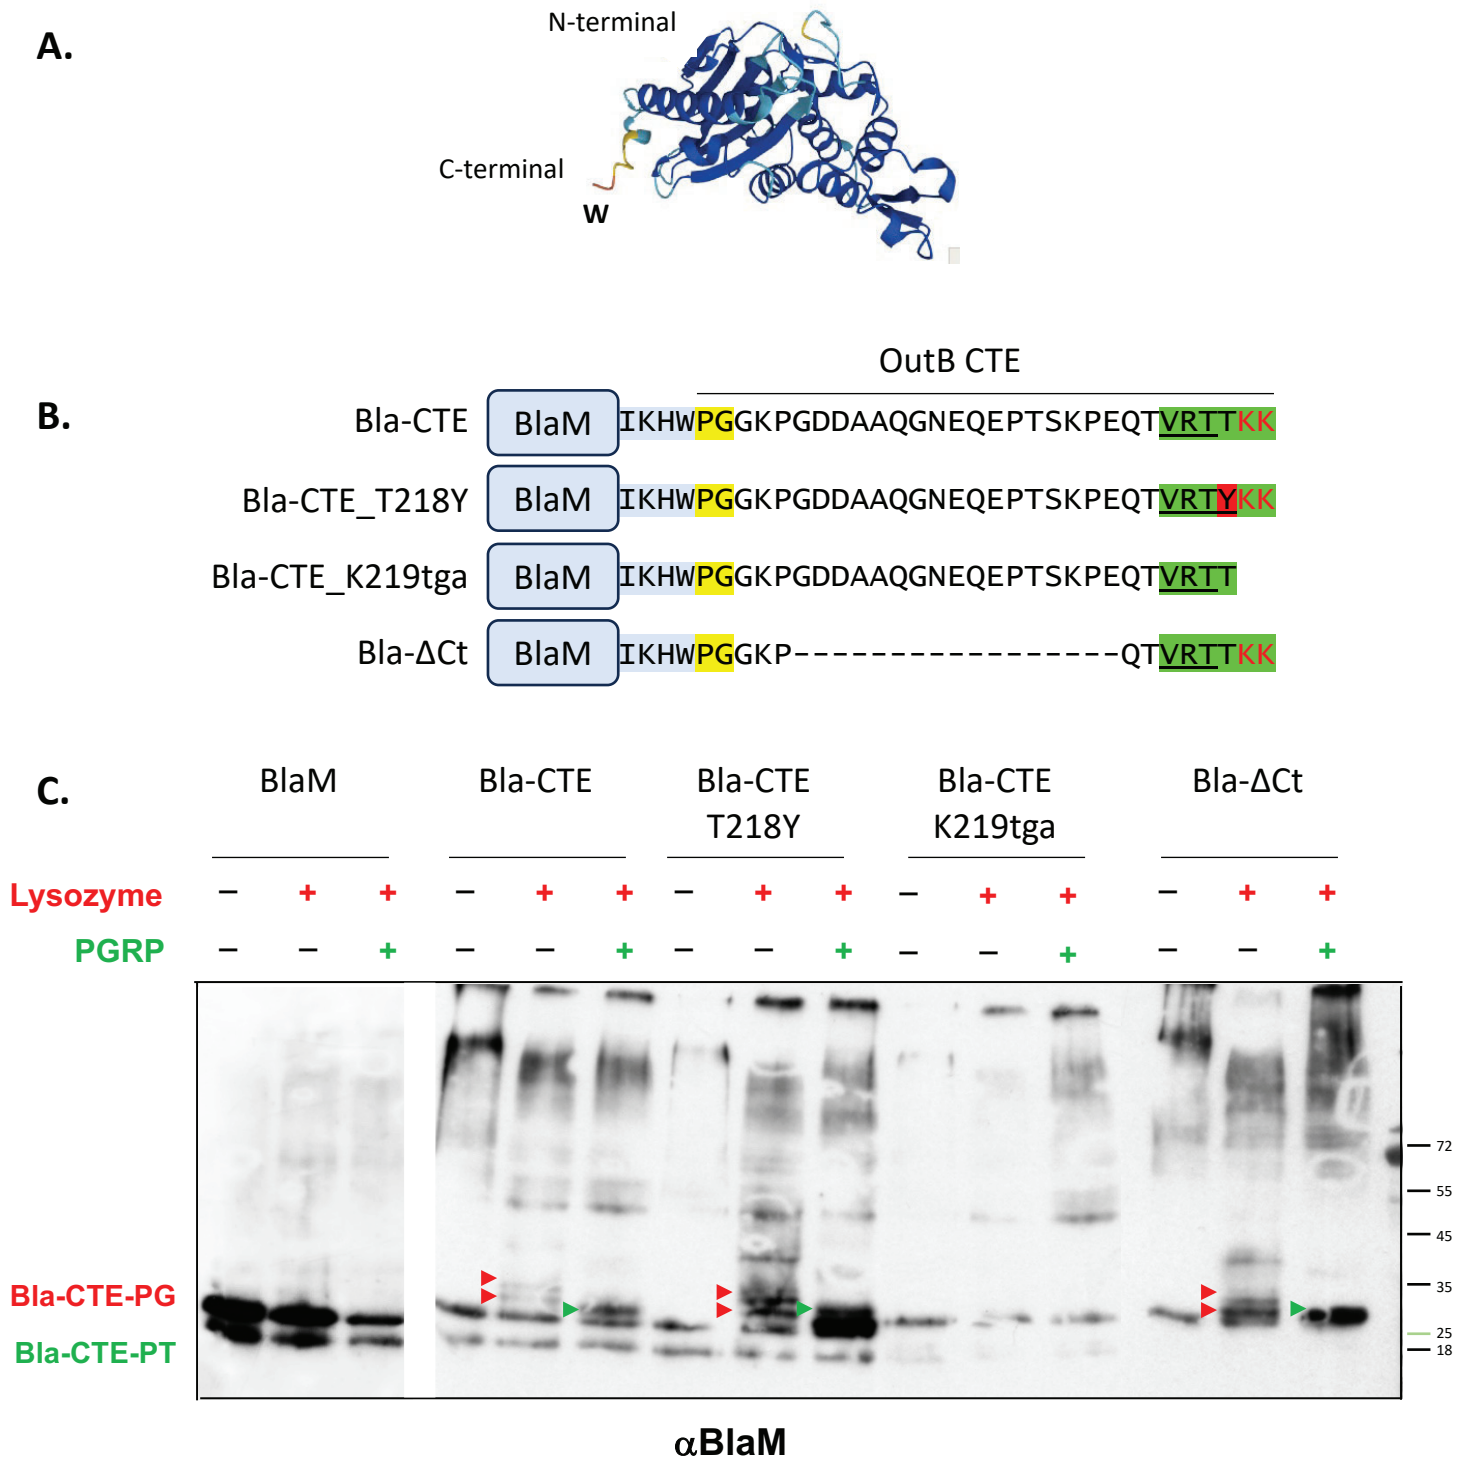 A.
N-terminal
C-terminal
W
B.
OutB CTE
Bla-CTE BlaM IKHWPGGKPGDDAAQGNEQEPTSKPEQTVRTTKK
Bla-CTE_T218Y BlaM IKHWPGGKPGDDAAQGNEQEPTSKPEQTVRTYKK
Bla-CTE_K219tga BlaM IKHWPGGKPGDDAAQGNEQEPTSKPEQTVRTT
Bla-ΔCt BlaM IKHWPGGKP-----------------QTVRTTKK
C.
BlaM Bla-CTE Bla-CTE Bla-CTE Bla-ΔCt
T218Y K219tga
Lysozyme − + + − + + − + + − + + − + +
PGRP − − + − − + − − + − − + − − +
72
55
45
Bla-CTE-PG 35
Bla-CTE-PT 25
18
αBlaM